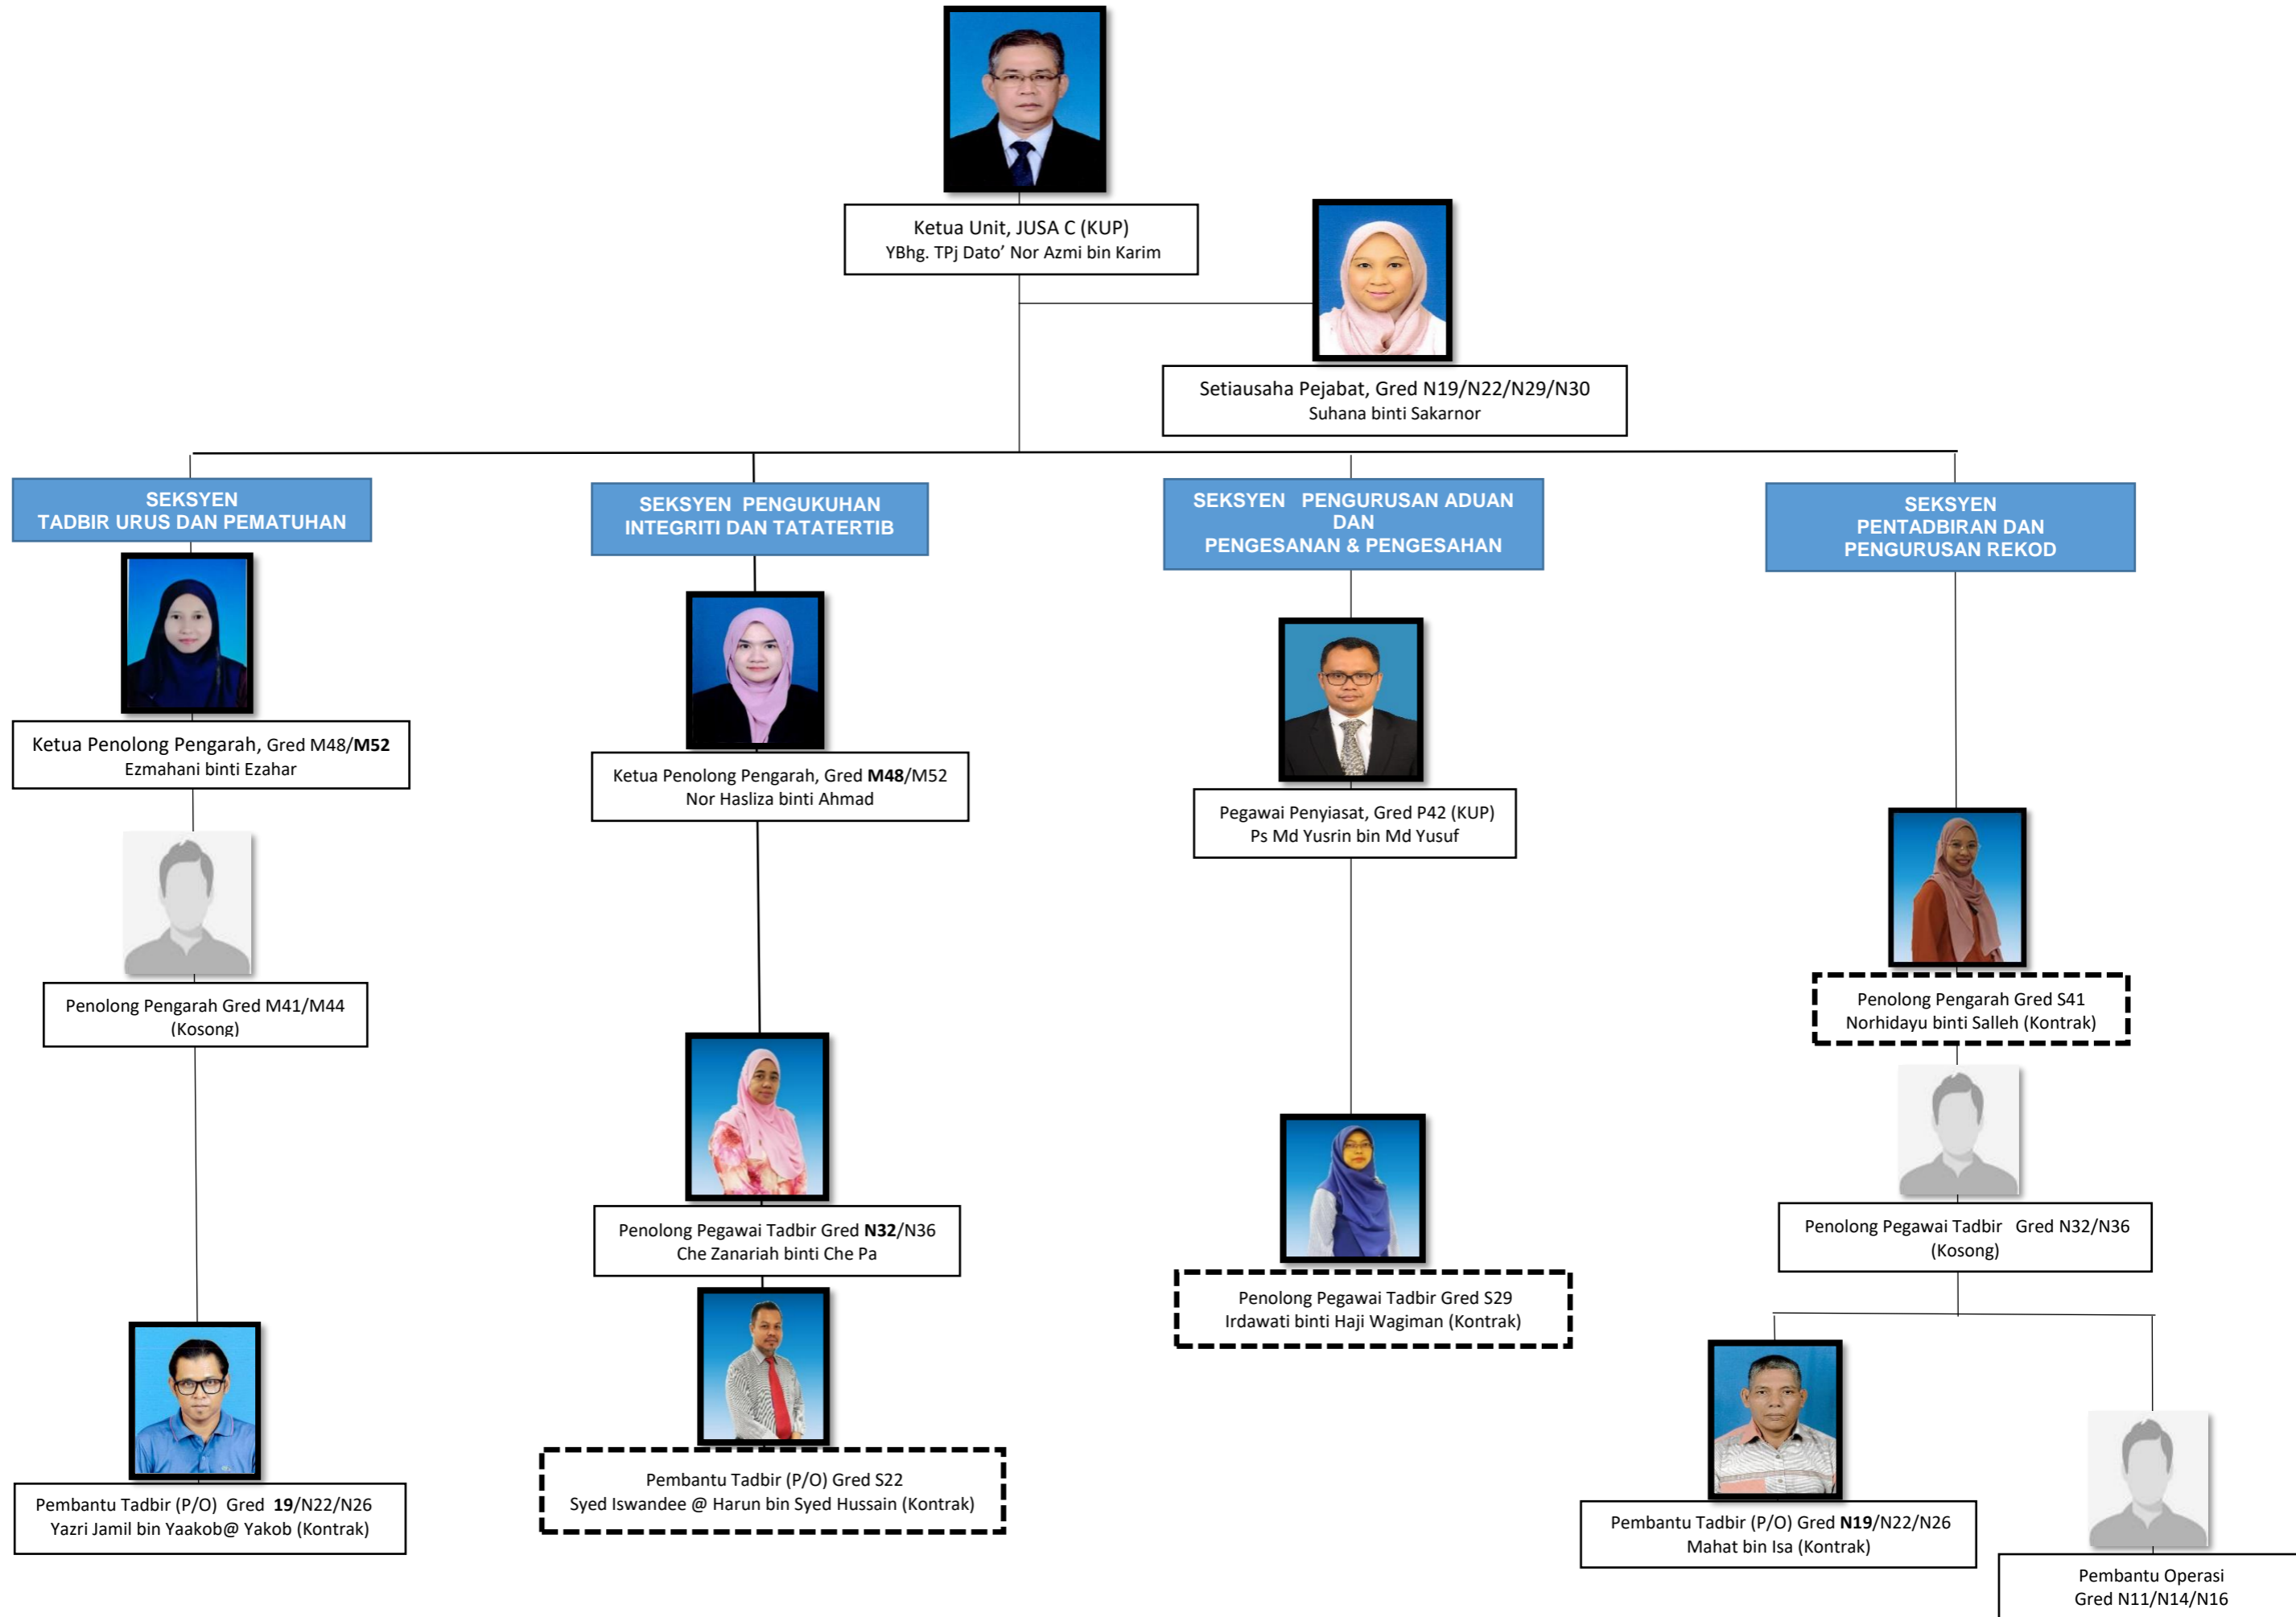 Ketua Unit, JUSA C (KUP)
YBhg. TPj Dato’ Nor Azmi bin Karim
Setiausaha Pejabat, Gred N19/N22/N29/N30
Suhana binti Sakarnor
SEKSYEN
TADBIR URUS DAN PEMATUHAN
Ketua Penolong Pengarah, Gred M48/M52
Ezmahani binti Ezahar
Penolong Pengarah Gred M41/M44
(Kosong)
Pembantu Tadbir (P/O) Gred 19/N22/N26
Yazri Jamil bin Yaakob@ Yakob (Kontrak)
SEKSYEN PENGUKUHAN
INTEGRITI DAN TATATERTIB
Ketua Penolong Pengarah, Gred M48/M52
Nor Hasliza binti Ahmad
Penolong Pegawai Tadbir Gred N32/N36
Che Zanariah binti Che Pa
Pembantu Tadbir (P/O) Gred S22
Syed Iswandee @ Harun bin Syed Hussain (Kontrak)
SEKSYEN PENGURUSAN ADUAN
DAN
PENGESANAN & PENGESAHAN
Pegawai Penyiasat, Gred P42 (KUP)
Ps Md Yusrin bin Md Yusuf
Penolong Pegawai Tadbir Gred S29
Irdawati binti Haji Wagiman (Kontrak)
SEKSYEN
PENTADBIRAN DAN
PENGURUSAN REKOD
Penolong Pengarah Gred S41
Norhidayu binti Salleh (Kontrak)
Penolong Pegawai Tadbir Gred N32/N36
(Kosong)
Pembantu Tadbir (P/O) Gred N19/N22/N26
Mahat bin Isa (Kontrak)
Pembantu Operasi
Gred N11/N14/N16